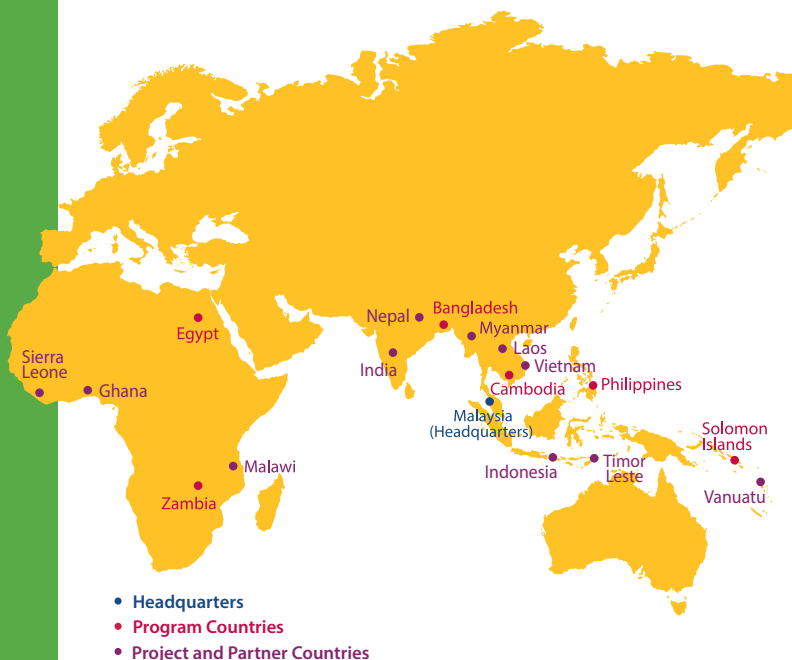 Nepal
Bangladesh
Egypt
Myanmar
Laos
Sierra
Leone
India
Vietnam
Ghana
Cambodia
Philippines
Malaysia
(Headquarters)
Solomon
Islands
Malawi
Indonesia
Timor
Leste
Zambia
Vanuatu
• Headquarters
• Program Countries
• Project and Partner Countries